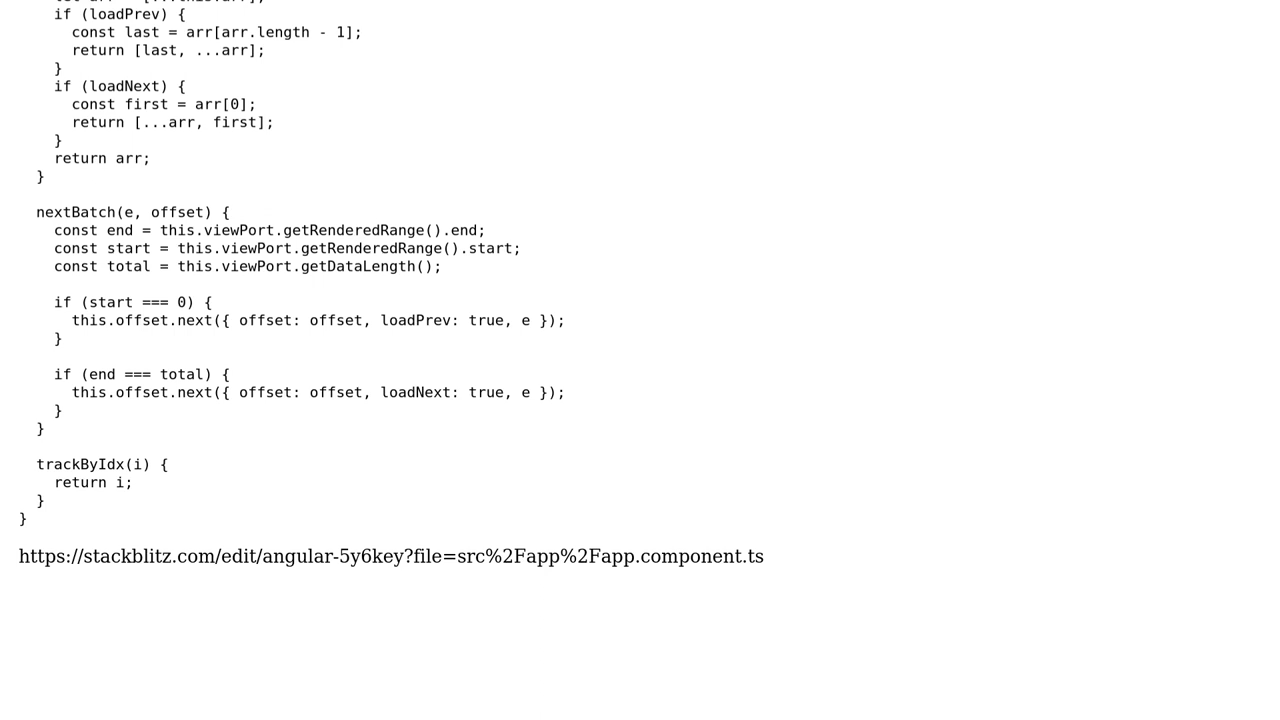 if (loadPrev) {
const last = arr[arr.length - 1];
return [last, ...arr];
}
if (loadNext) {
const first = arr[0];
return [...arr, first];
}
return arr;
}
nextBatch(e, offset) {
const end = this.viewPort.getRenderedRange().end;
const start = this.viewPort.getRenderedRange().start;
const total = this.viewPort.getDataLength();
if (start === 0) {
this.offset.next({ offset: offset, loadPrev: true, e });
}
if (end === total) {
this.offset.next({ offset: offset, loadNext: true, e });
}
}
trackByIdx(i) {
return i;
}
}
https://stackblitz.com/edit/angular-5y6key?file=src%2Fapp%2Fapp.component.ts